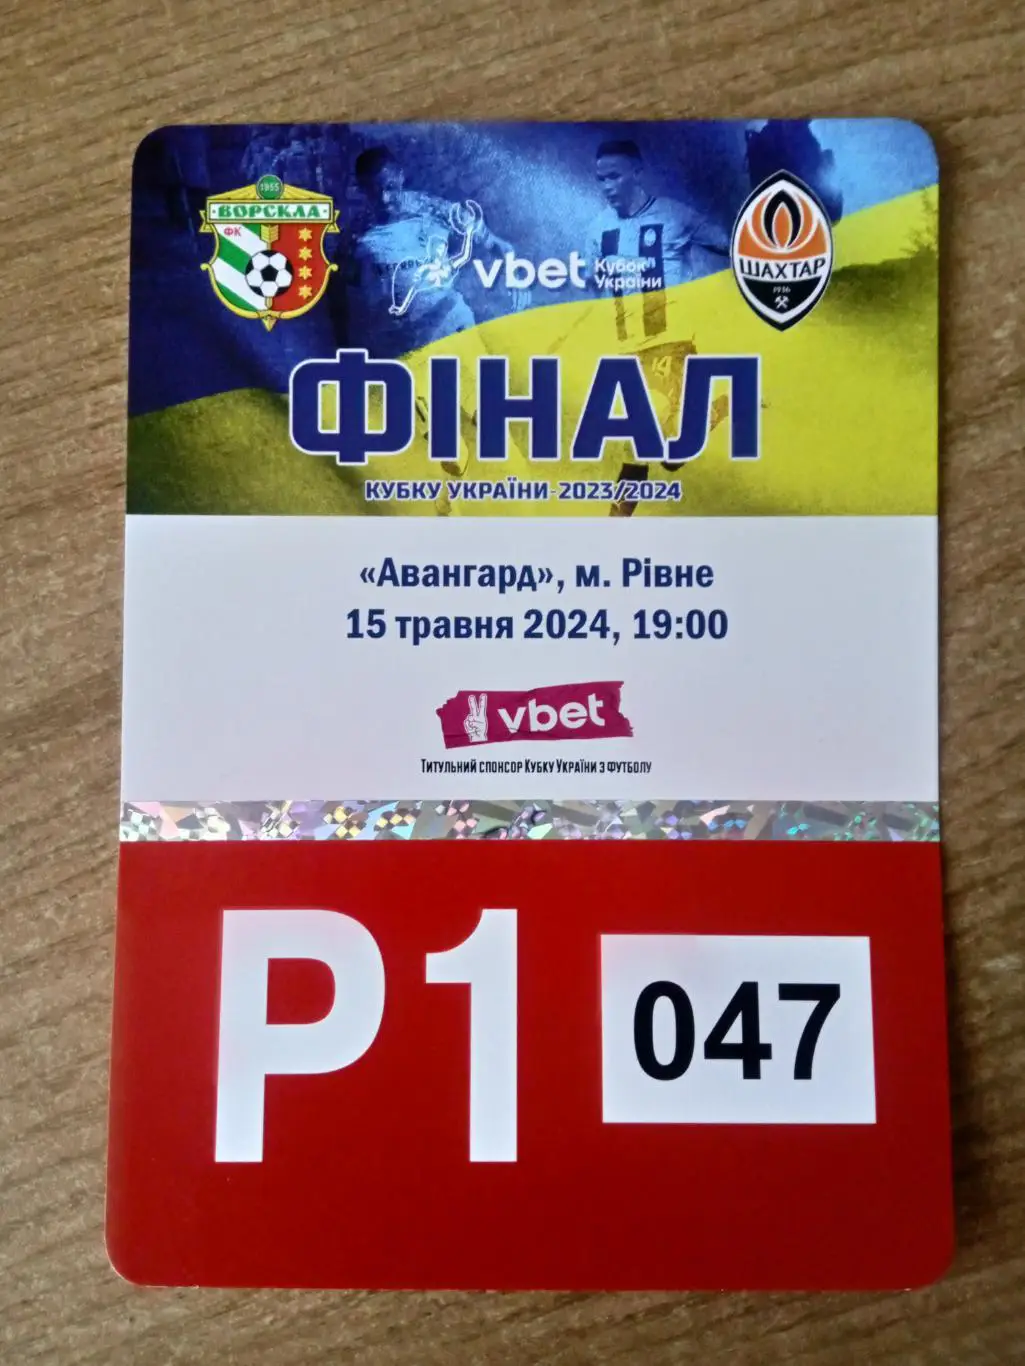 1955
ВОРСКЛА
ФК
vbet Кубок України
ШАХТАР
1936
14
ФІНАЛ
КУБКУ УКРАЇНИ-2023/2024
«Авангард», м. Рівне
15 травня 2024, 19:00
vbet
Титульний спонсор Кубку України з футболу
P1
047